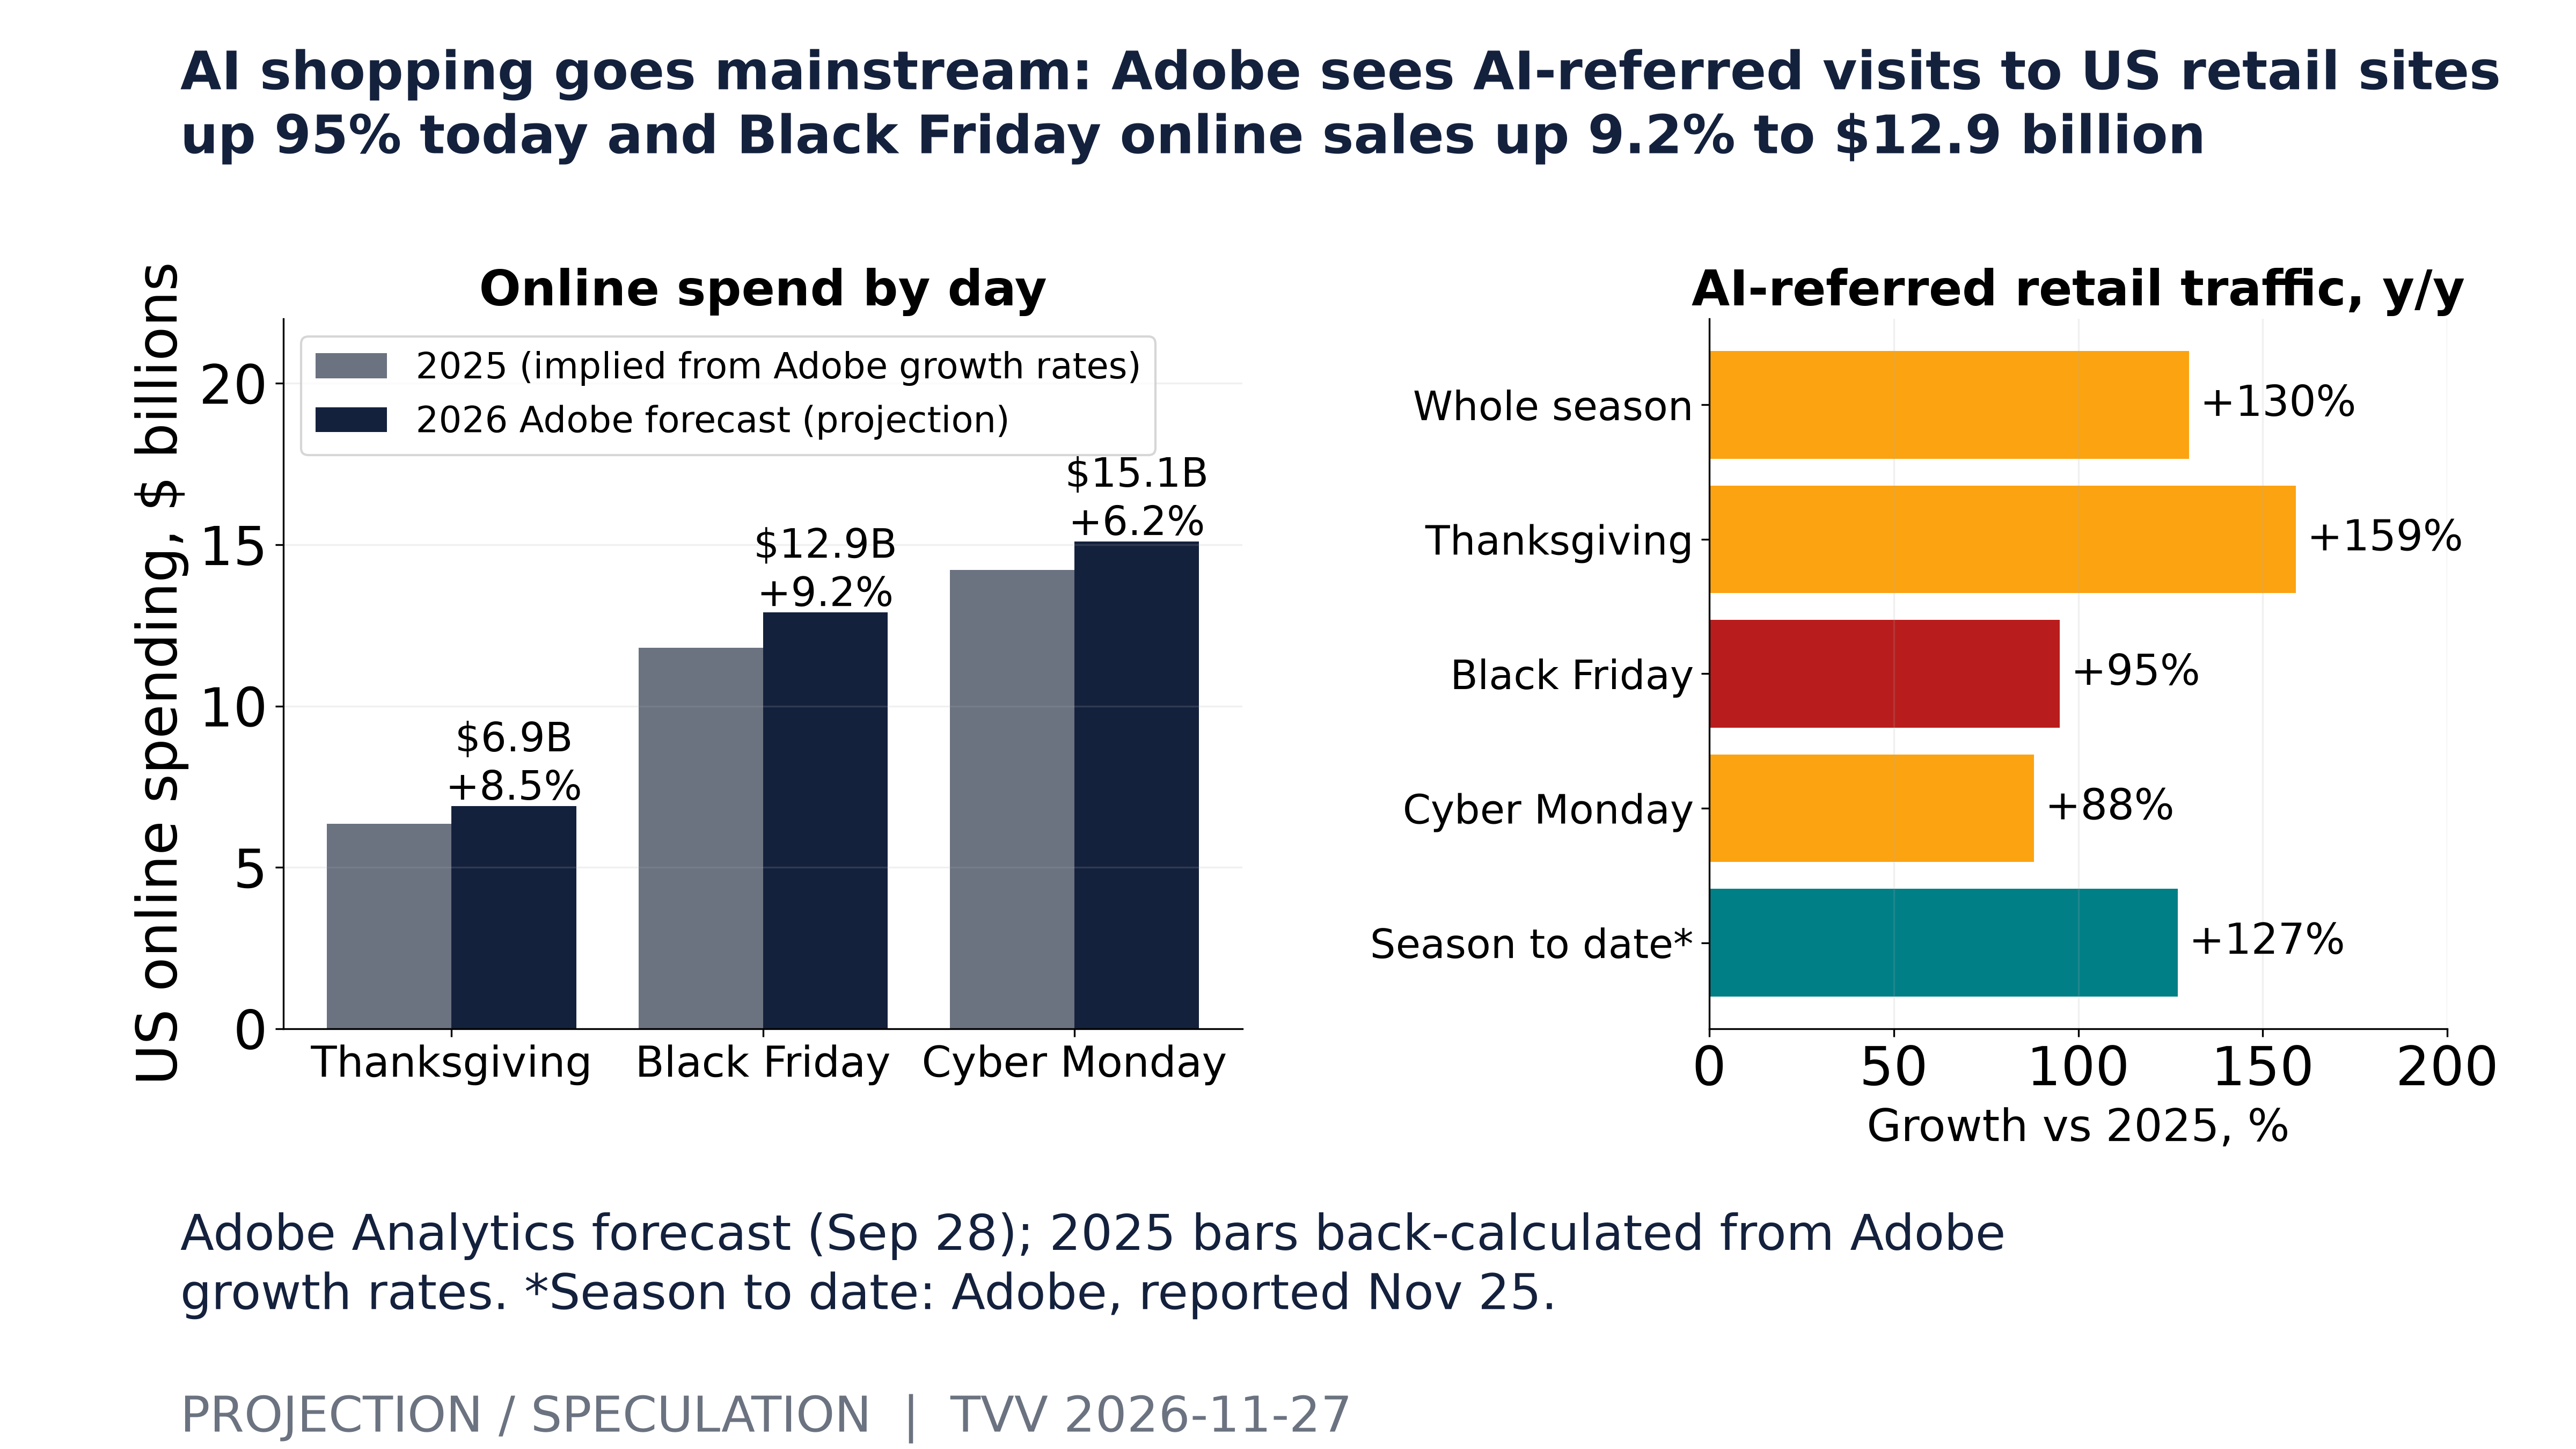 AI shopping goes mainstream: Adobe sees AI-referred visits to US retail sites
up 95% today and Black Friday online sales up 9.2% to $12.9 billion
Online spend by day
US online spending, $ billions
20
15
10
5
0
2025 (implied from Adobe growth rates)
2026 Adobe forecast (projection)
$6.9B
+8.5%
$12.9B
+9.2%
$15.1B
+6.2%
Thanksgiving
Black Friday
Cyber Monday
AI-referred retail traffic, y/y
Whole season
+130%
Thanksgiving
+159%
Black Friday
+95%
Cyber Monday
+88%
Season to date*
+127%
0
50
100
150
200
Growth vs 2025, %
Adobe Analytics forecast (Sep 28); 2025 bars back-calculated from Adobe
growth rates. *Season to date: Adobe, reported Nov 25.
PROJECTION / SPECULATION | TVV 2026-11-27